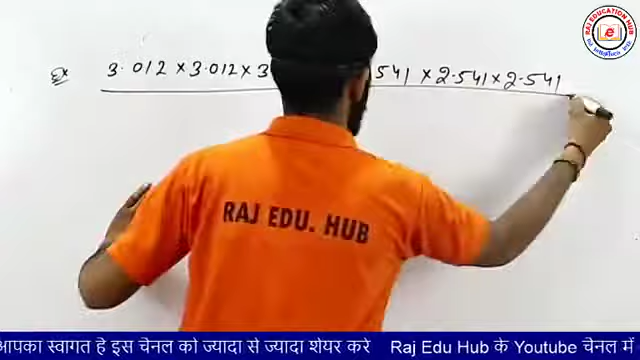 RAJ EDUCATION HUB
Ex 3.012 × 3.012 × 3 541 × 2.541 × 2.541
RAJ EDU. HUB
आपका स्वागत हे इस चेनल को ज्यादा से ज्यादा शेयर करें Raj Edu Hub के Youtube चेनल में